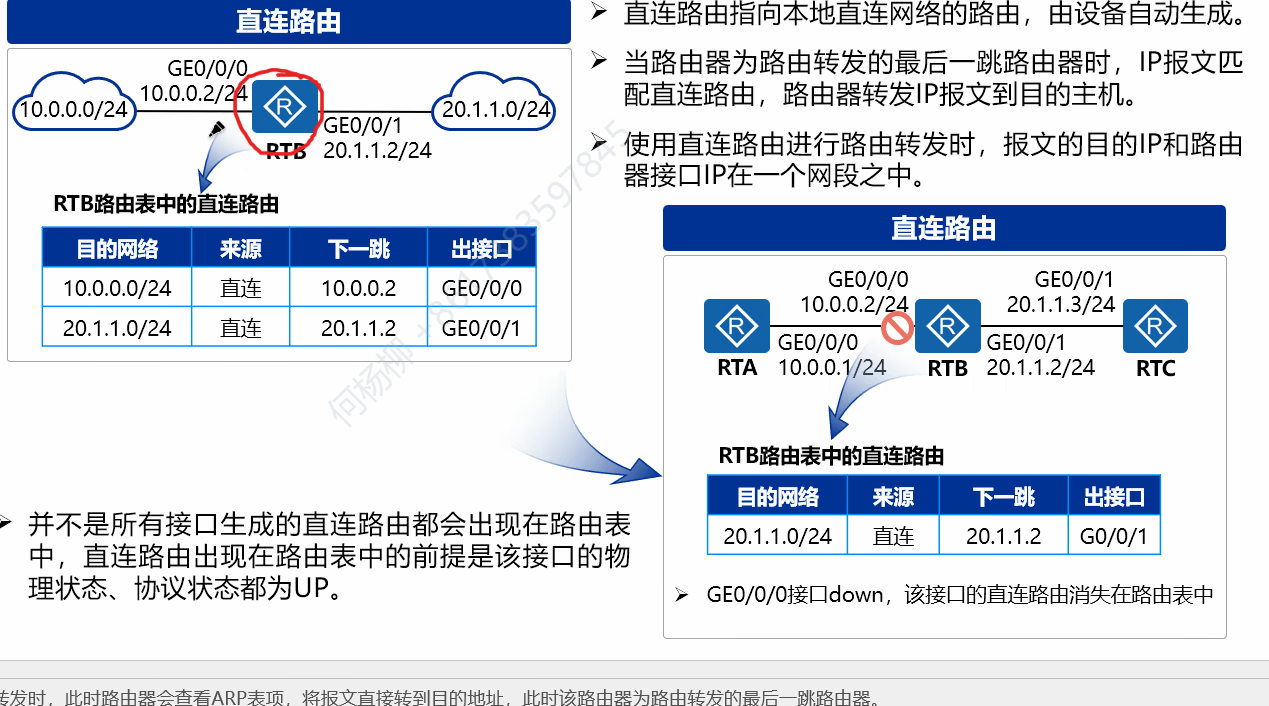 直连路由
GE0/0/0
10.0.0.2/24
10.0.0.0/24
R
20.1.1.0/24
GE0/0/1
20.1.1.2/24
RTB
RTB路由表中的直连路由
目的网络 来源 下一跳 出接口
10.0.0.0/24 直连 10.0.0.2 GE0/0/0
20.1.1.0/24 直连 20.1.1.2 GE0/0/1
➢ 并不是所有接口生成的直连路由都会出现在路由表
中，直连路由出现在路由表中的前提是该接口的物
理状态、协议状态都为UP。
➢ 直连路由指向本地直连网络的路由，由设备自动生成。
➢ 当路由器为路由转发的最后一跳路由器时，IP报文匹
配直连路由，路由器转发IP报文到目的主机。
➢ 使用直连路由进行路由转发时，报文的目的IP和路由
器接口IP在一个网段之中。
直连路由
GE0/0/0 GE0/0/1
10.0.0.2/24 20.1.1.3/24
R R R
GE0/0/0 GE0/0/1
10.0.0.1/24 20.1.1.2/24
RTA RTB RTC
RTB路由表中的直连路由
目的网络 来源 下一跳 出接口
20.1.1.0/24 直连 20.1.1.2 G0/0/1
➢ GE0/0/0接口down，该接口的直连路由消失在路由表中
转发时，此时路由器会查看ARP表项，将报文直接转到目的地址，此时该路由器为路由转发的最后一跳路由器。